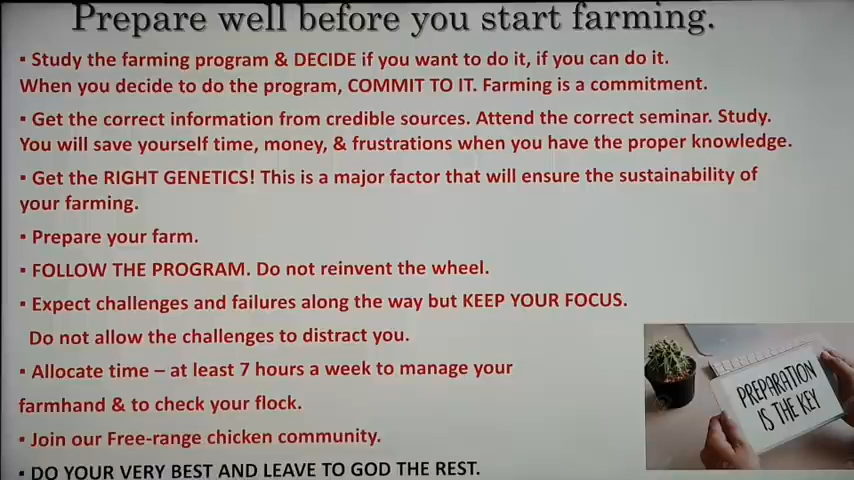 Prepare well before you start farming.
▪ Study the farming program & DECIDE if you want to do it, if you can do it.
When you decide to do the program, COMMIT TO IT. Farming is a commitment.
▪ Get the correct information from credible sources. Attend the correct seminar. Study.
You will save yourself time, money, & frustrations when you have the proper knowledge.
▪ Get the RIGHT GENETICS! This is a major factor that will ensure the sustainability of
your farming.
▪ Prepare your farm.
▪ FOLLOW THE PROGRAM. Do not reinvent the wheel.
▪ Expect challenges and failures along the way but KEEP YOUR FOCUS.
Do not allow the challenges to distract you.
▪ Allocate time – at least 7 hours a week to manage your
farmhand & to check your flock.
▪ Join our Free-range chicken community.
▪ DO YOUR VERY BEST AND LEAVE TO GOD THE REST.
PREPARATION
IS THE KEY